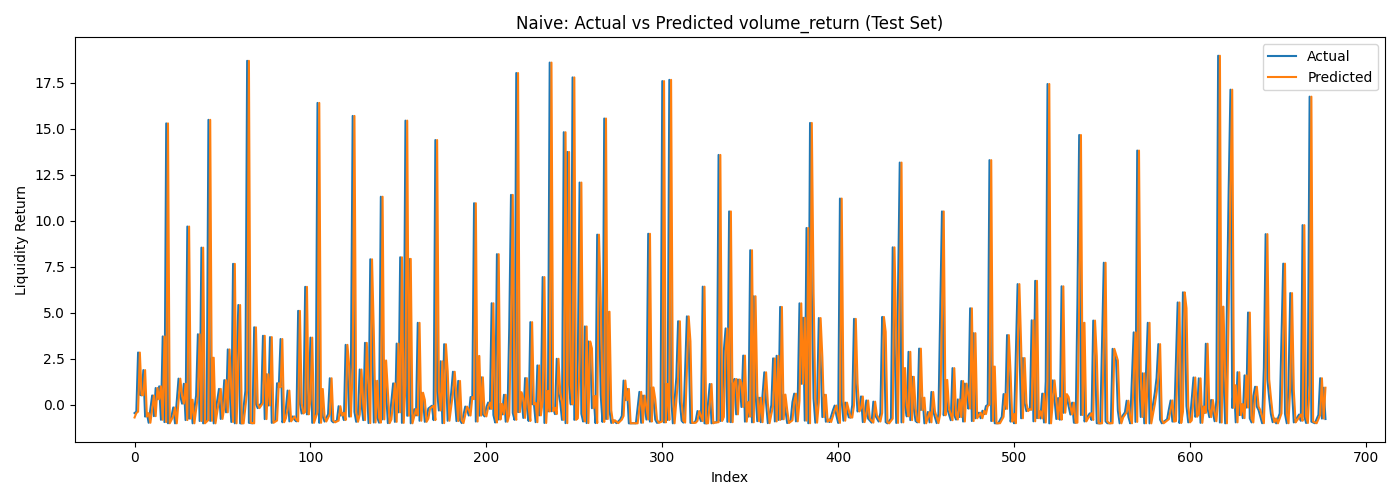 Naive: Actual vs Predicted volume_return (Test Set)
Actual
Predicted
Liquidity Return
17.5
15.0
12.5
10.0
7.5
5.0
2.5
0.0
0 100 200 300 400 500 600 700
Index